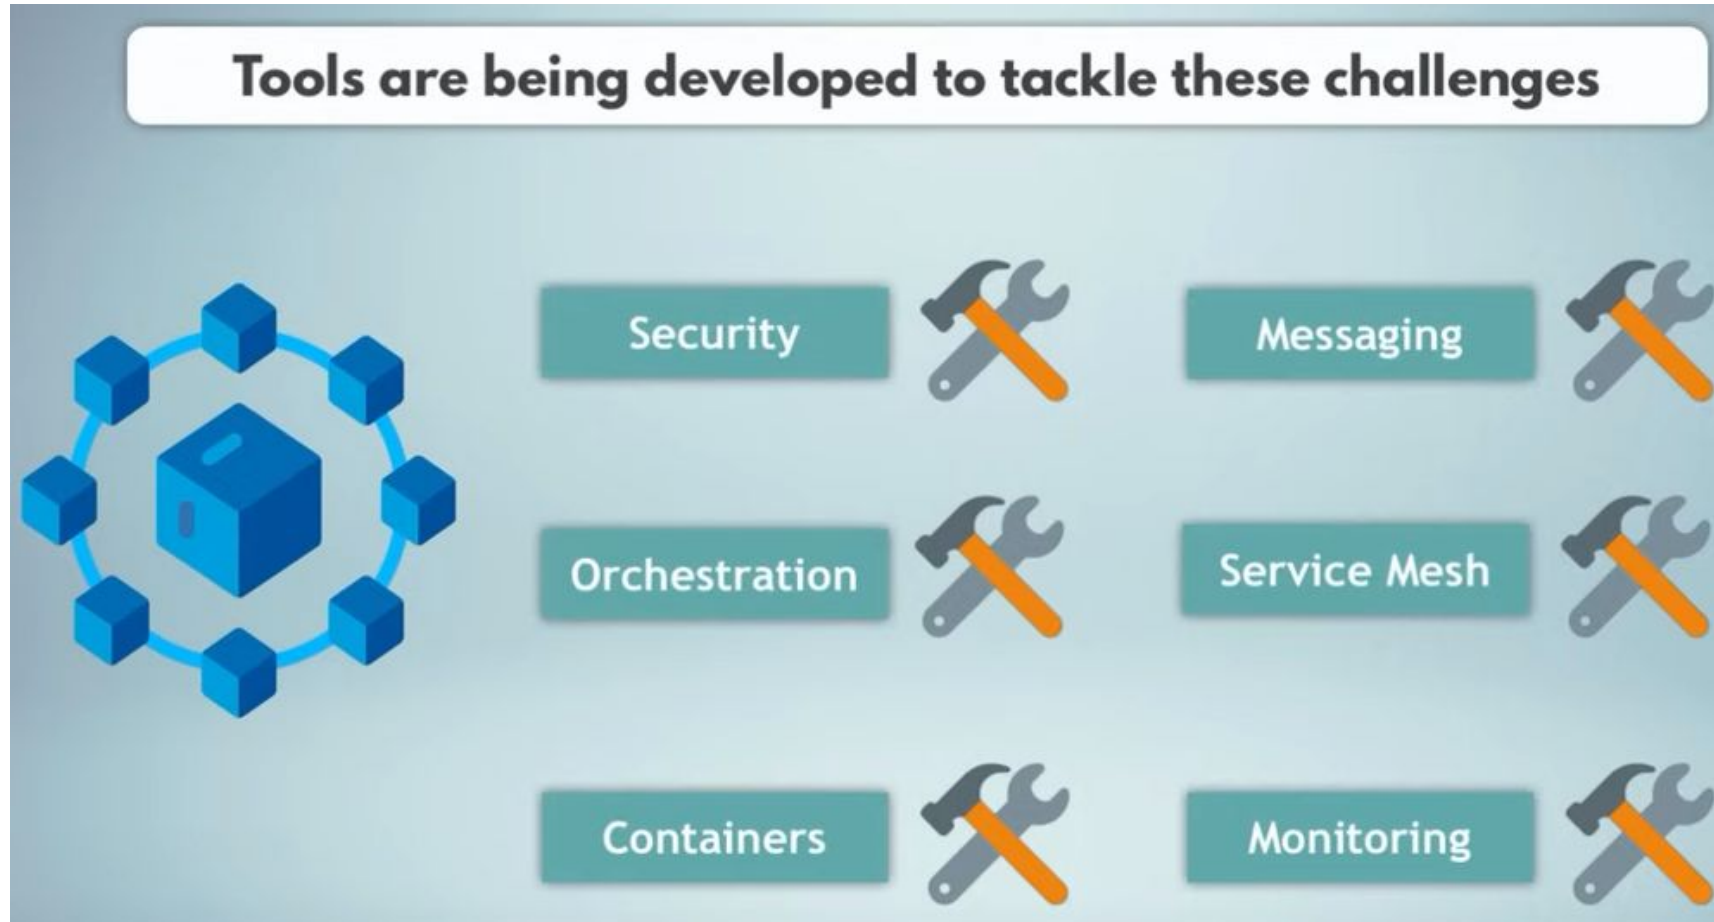 Tools are being developed to tackle these challenges
Security
Messaging
Orchestration
Service Mesh
Containers
Monitoring